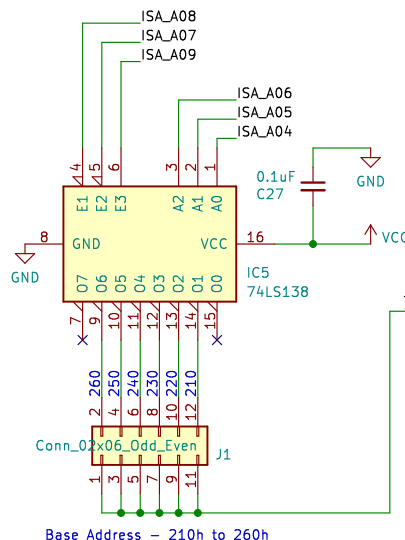 ISA_A08
ISA_A07
ISA_A09
ISA_A06
ISA_A05
ISA_A04
4 5 6 3 2 1
0.1uF
C27
GND
E1 E2 E3 A2 A1 A0
8 GND VCC 16
VCC
GND
IC5
74LS138
O7 O6 O5 O4 O3 O2 O1 O0
7 9 10 11 12 13 14 15
260 250 240 230 220 210
2 4 6 8 10 12
Conn_02x06_Odd_Even
J1
1 3 5 7 9 11
Base Address – 210h to 260h